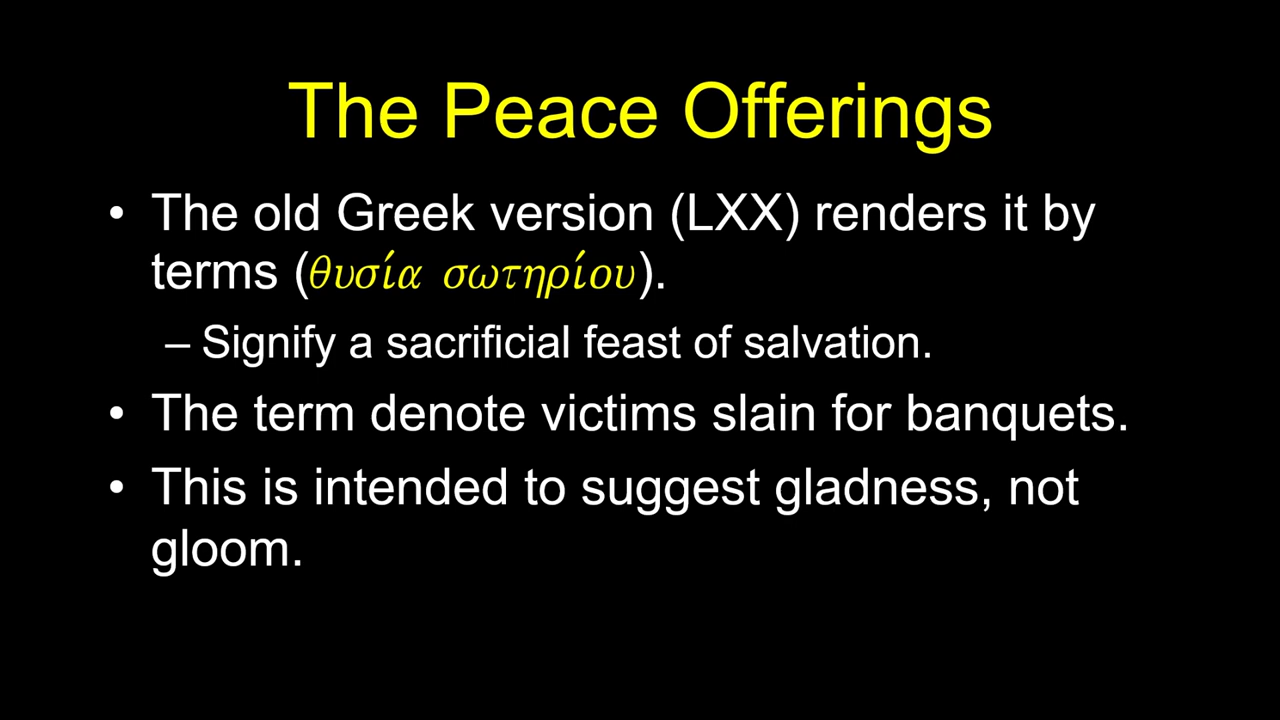 The Peace Offerings
• The old Greek version (LXX) renders it by
terms (θυσία σωτηρίου).
– Signify a sacrificial feast of salvation.
• The term denote victims slain for banquets.
• This is intended to suggest gladness, not
gloom.